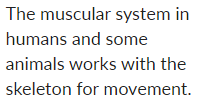 The muscular system in
humans and some
animals works with the
skeleton for movement.